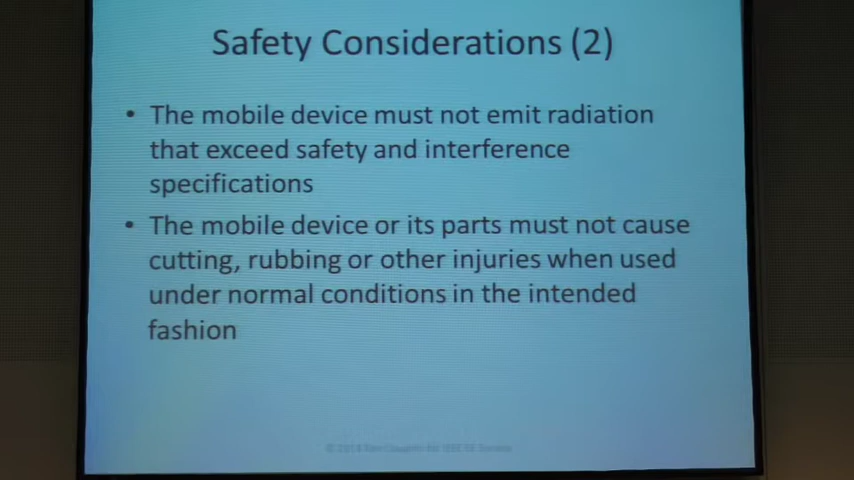 Safety Considerations (2)
• The mobile device must not emit radiation
that exceed safety and interference
specifications
• The mobile device or its parts must not cause
cutting, rubbing or other injuries when used
under normal conditions in the intended
fashion